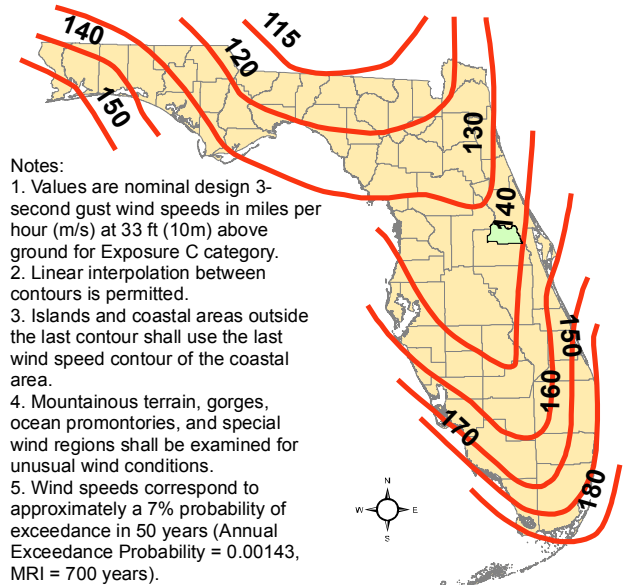 115
140
120
150
130
Notes:
1. Values are nominal design 3-
second gust wind speeds in miles per
hour (m/s) at 33 ft (10m) above
ground for Exposure C category.
2. Linear interpolation between
contours is permitted.
3. Islands and coastal areas outside
the last contour shall use the last
wind speed contour of the coastal
area.
4. Mountainous terrain, gorges,
ocean promontories, and special
wind regions shall be examined for
unusual wind conditions.
5. Wind speeds correspond to
approximately a 7% probability of
exceedance in 50 years (Annual
Exceedance Probability = 0.00143,
MRI = 700 years).
140
150
160
170
180
N
W E
S